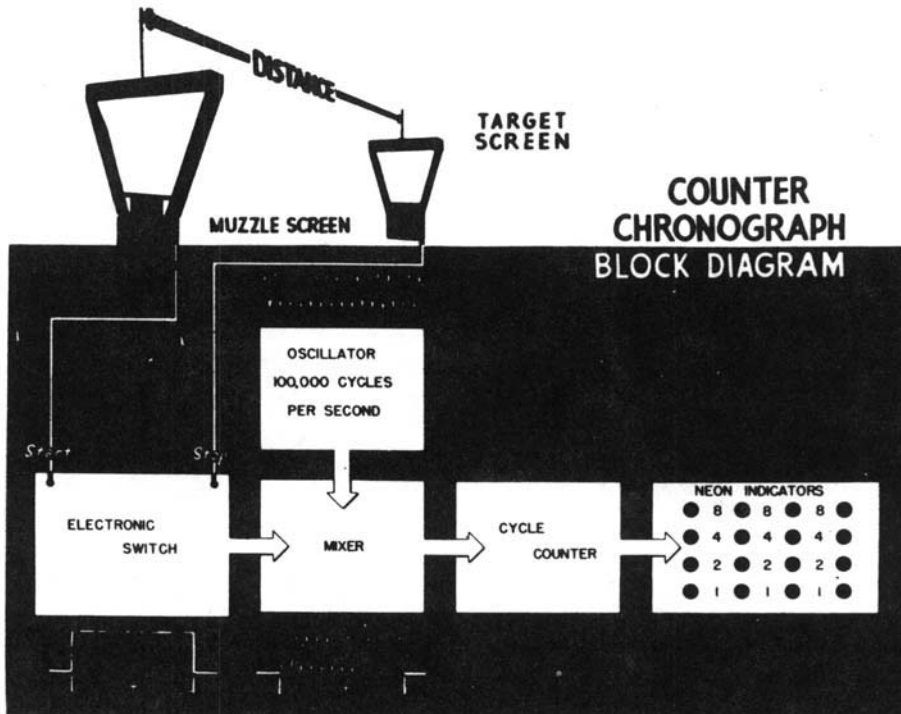 DISTANCE
TARGET
SCREEN
MUZZLE SCREEN
COUNTER
CHRONOGRAPH
BLOCK DIAGRAM
OSCILLATOR
100,000 CYCLES
PER SECOND
Start
Stop
ELECTRONIC
SWITCH
MIXER
CYCLE
COUNTER
NEON INDICATORS
8 8 8
4 4 4
2 2 2
1 1 1